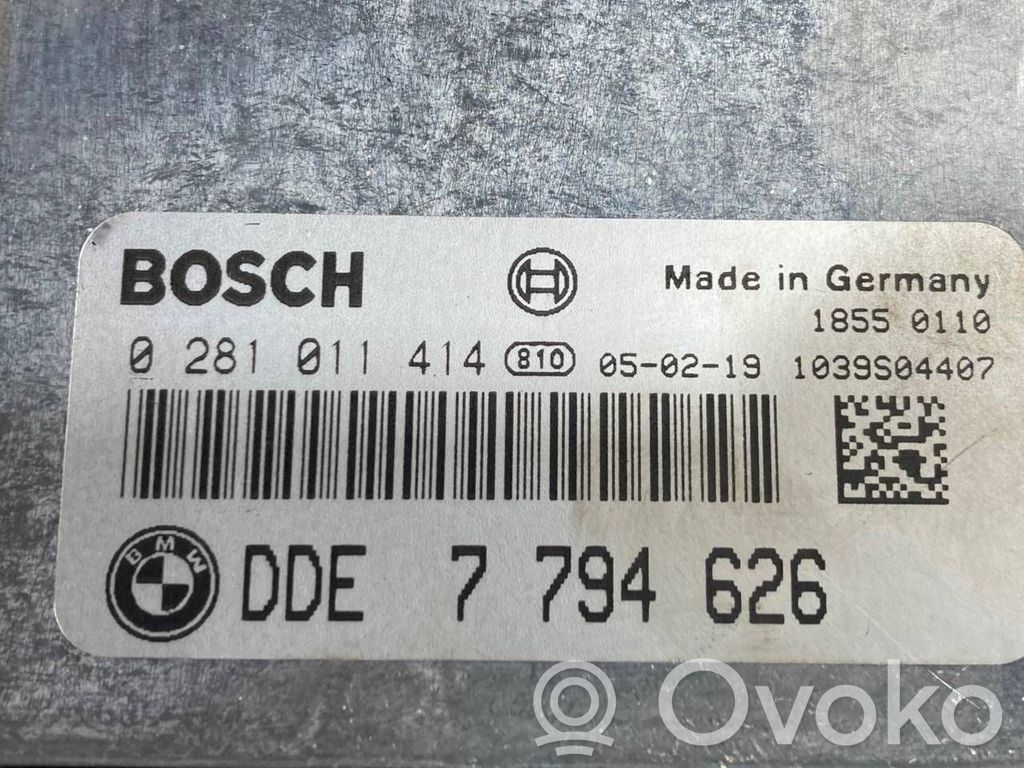 BOSCH Made in Germany
1855 0110
0 281 011 414 810 05-02-19 1039S04407
BMW DDE 7 794 626
Ovoko